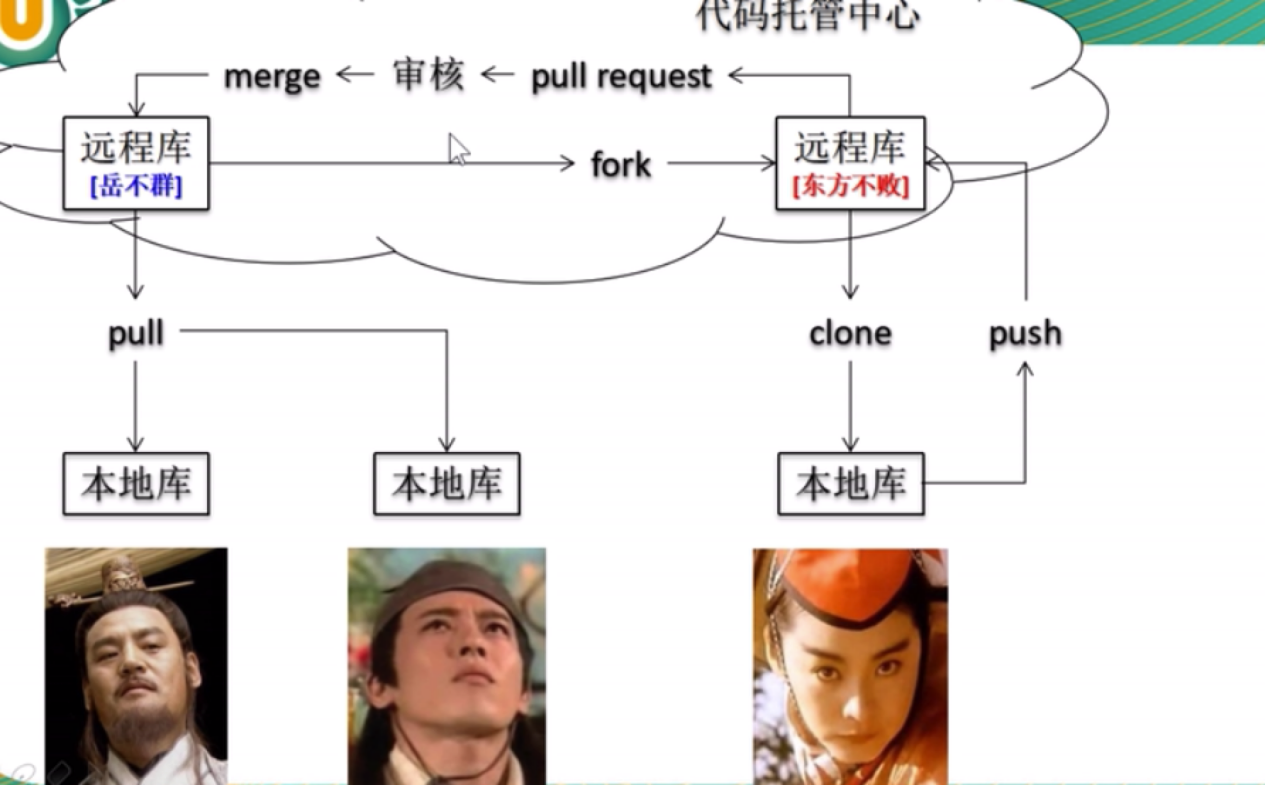 代码托管中心
merge
审核
pull request
远程库
[岳不群]
fork
远程库
[东方不败]
pull
clone
push
本地库
本地库
本地库